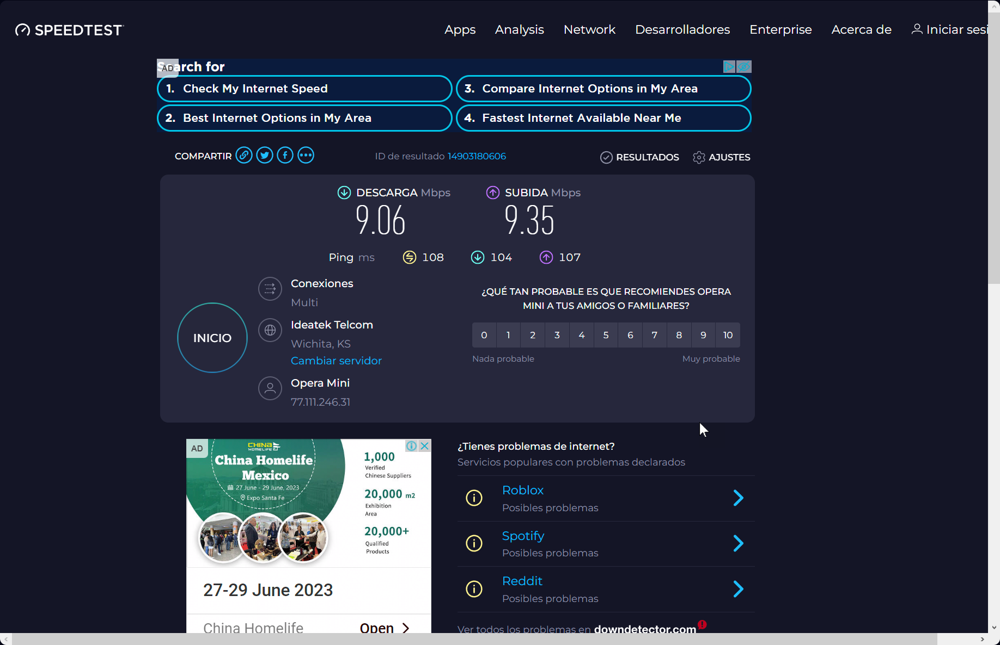 SPEEDTEST
Apps Analysis Network Desarrolladores Enterprise Acerca de Iniciar sesi
AD
Search for
1. Check My Internet Speed
3. Compare Internet Options in My Area
2. Best Internet Options in My Area
4. Fastest Internet Available Near Me
COMPARTIR
ID de resultado 14903180606
RESULTADOS
AJUSTES
DESCARGA Mbps
9.06
SUBIDA Mbps
9.35
Ping ms 108 104 107
INICIO
Conexiones
Multi
Ideatek Telcom
Wichita, KS
Cambiar servidor
Opera Mini
77.111.246.31
¿QUÉ TAN PROBABLE ES QUE RECOMIENDES OPERA
MINI A TUS AMIGOS O FAMILIARES?
0 1 2 3 4 5 6 7 8 9 10
Nada probable Muy probable
AD
CHINA
HOMELIFE
China Homelife
Mexico
27 June - 29 June, 2023
Expo Santa Fe
1,000
Verified
Chinese Suppliers
20,000 m2
Exhibition
Area
20,000+
Qualified
Products
27-29 June 2023
China Homelife
Open
¿Tienes problemas de internet?
Servicios populares con problemas declarados
Roblox
Posibles problemas
Spotify
Posibles problemas
Reddit
Posibles problemas
Ver todos los problemas en downdetector.com